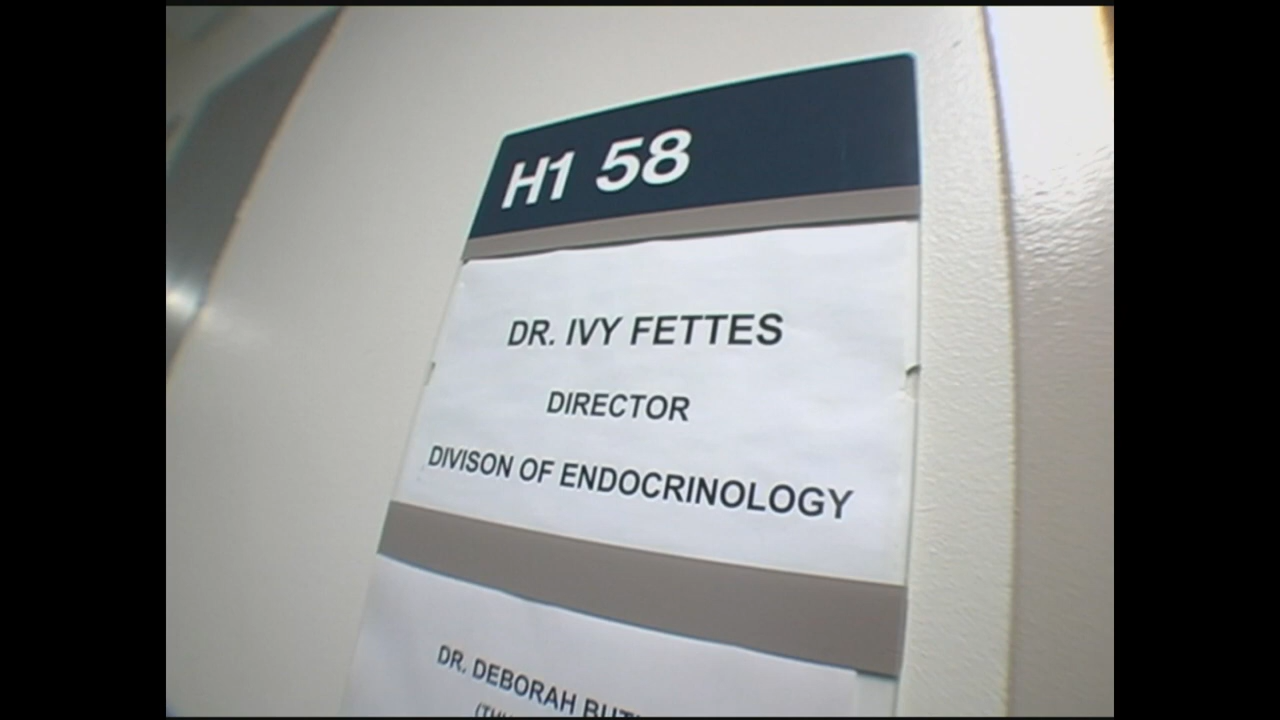 H1 58
DR. IVY FETTES
DIRECTOR
DIVISON OF ENDOCRINOLOGY
DR. DEBORAH